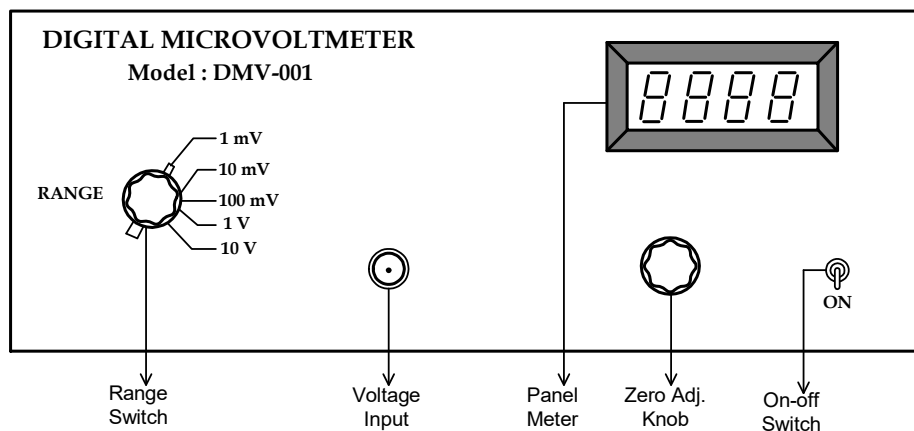 DIGITAL MICROVOLTMETER
Model : DMV-001
8888
1 mV
10 mV
RANGE
100 mV
1 V
10 V
ON
Range
Switch
Voltage
Input
Panel
Meter
Zero Adj.
Knob
On-off
Switch